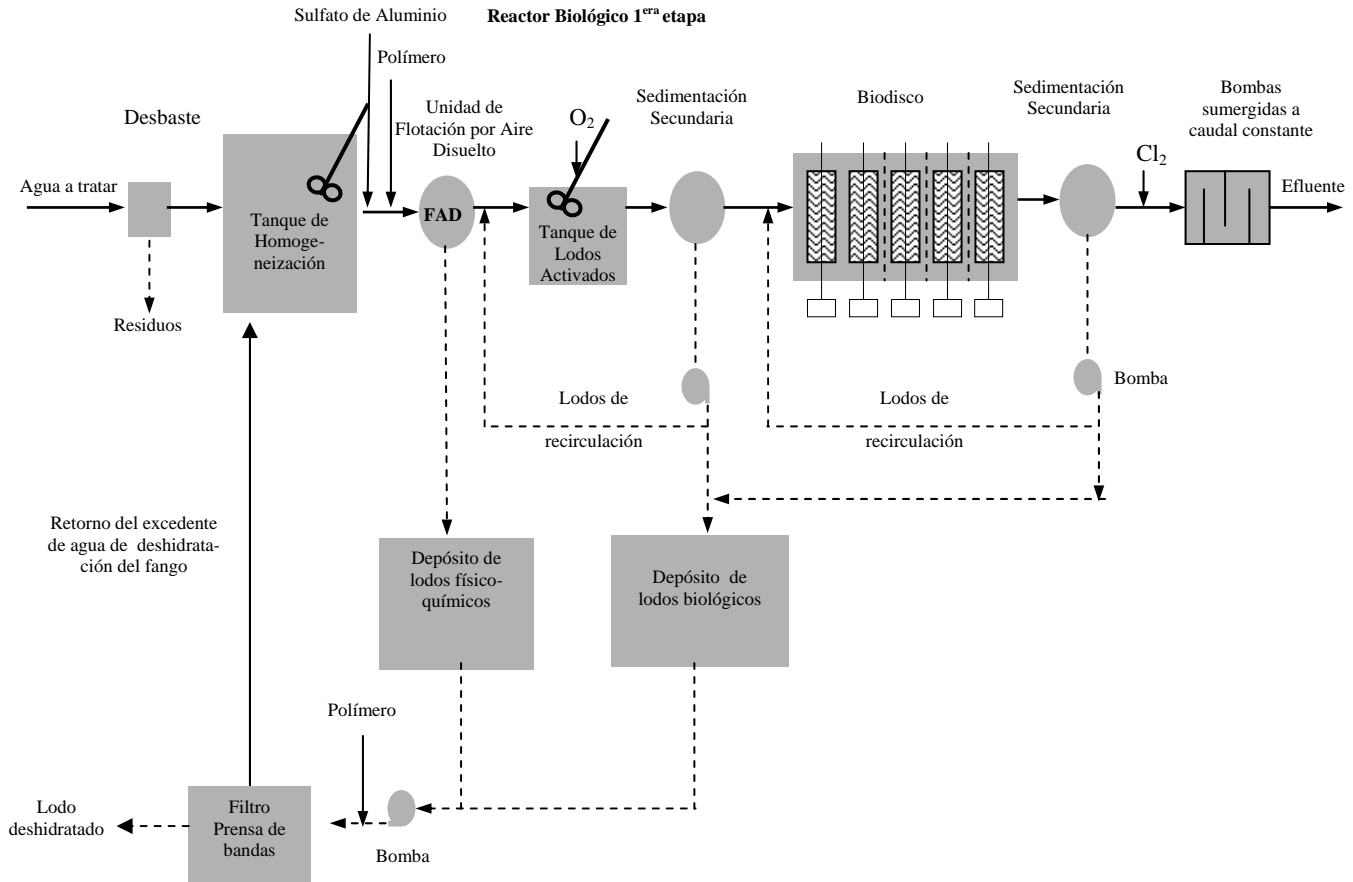 Sulfato de Aluminio
Reactor Biológico 1era etapa
Polímero
Desbaste
Unidad de
Flotación por Aire
Disuelto
O2
Sedimentación
Secundaria
Biodisco
Sedimentación
Secundaria
Bombas
sumergidas a
caudal constante
Cl2
Agua a tratar
Efluente
Tanque de
Homoge-
neización
FAD
Tanque de
Lodos
Activados
Residuos
Lodos de
recirculación
Lodos de
recirculación
Bomba
Retorno del excedente
de agua de deshidrata-
ción del fango
Depósito de
lodos físico-
químicos
Depósito de
lodos biológicos
Polímero
Lodo
deshidratado
Filtro
Prensa de
bandas
Bomba